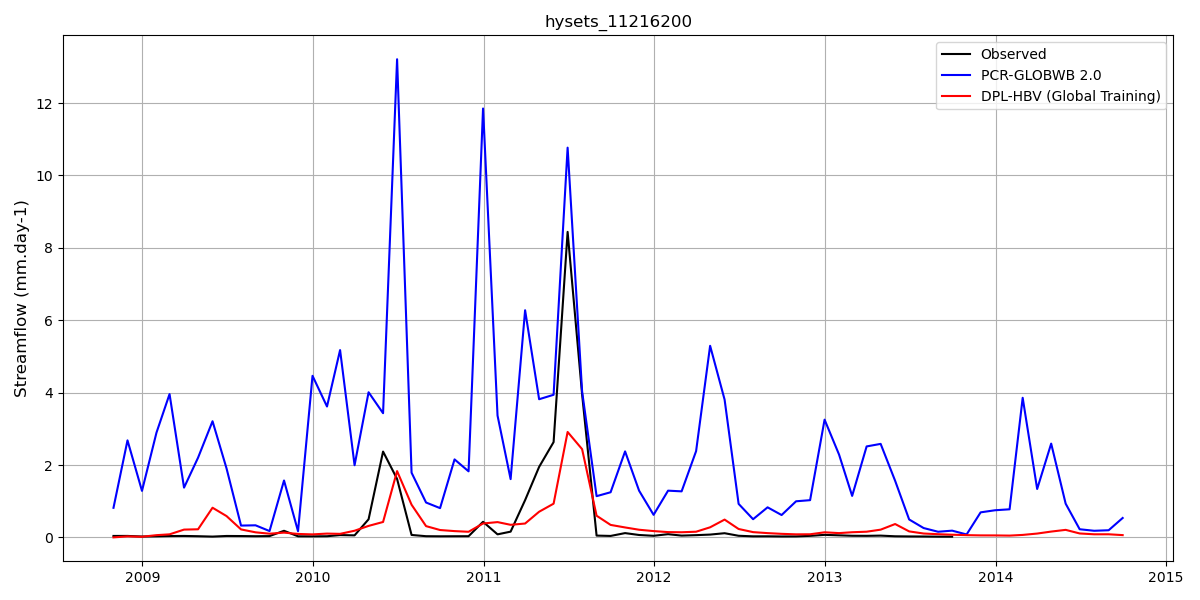 hysets_11216200
Observed
PCR-GLOBWB 2.0
DPL-HBV (Global Training)
Streamflow (mm.day-1)
12
10
8
6
4
2
0
2009
2010
2011
2012
2013
2014
2015